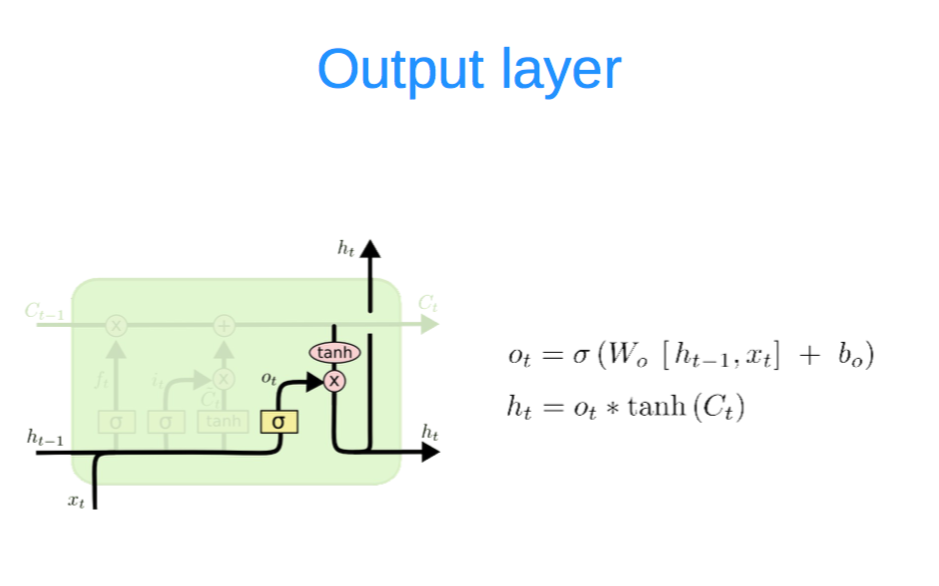 Output layer
h_t
C_{t-1}
C_t
x
+
tanh
f_t
i_t
x
C̃_t
o_t
x
σ
σ
tanh
σ
h_{t-1}
h_t
x_t
o_t = σ (W_o [h_{t-1}, x_t] + b_o)
h_t = o_t * tanh (C_t)